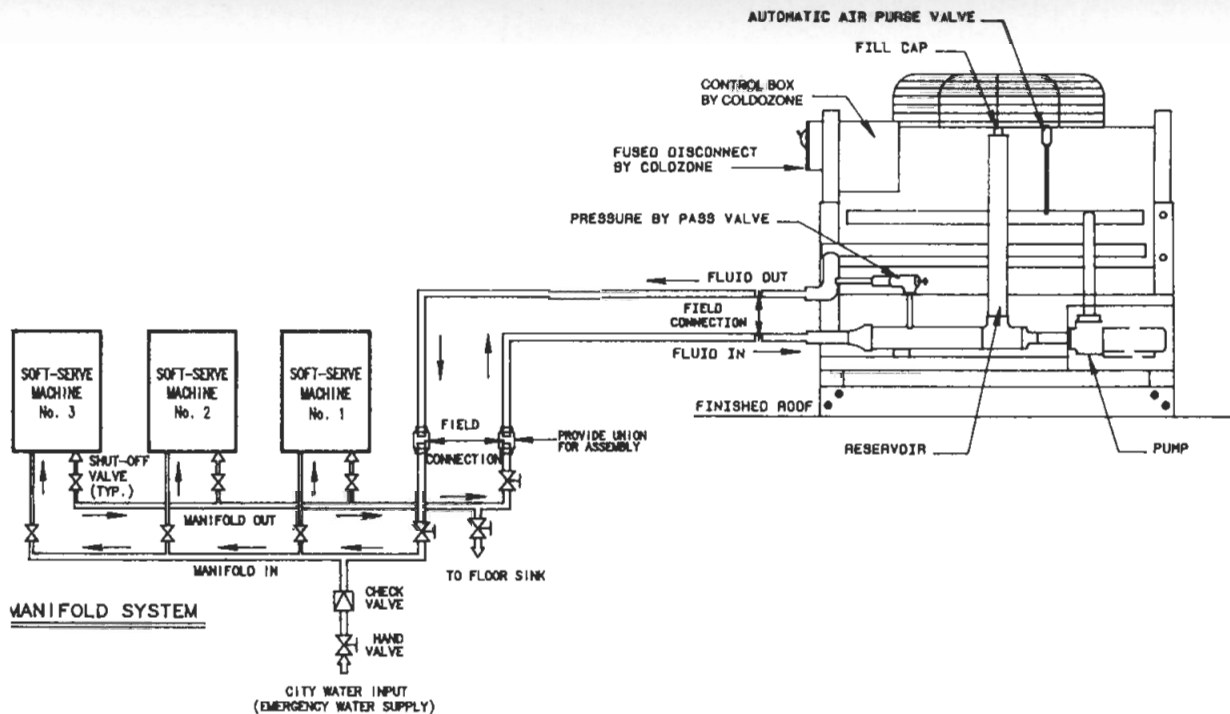 AUTOMATIC AIR PURGE VALVE
FILL CAP
CONTROL BOX
BY COLDOZONE
FUSED DISCONNECT
BY COLDZONE
PRESSURE BY PASS VALVE
FLUID OUT
FIELD
CONNECTION
FLUID IN
FINISHED ROOF
RESERVOIR
PUMP
SOFT-SERVE
MACHINE
No. 3
SOFT-SERVE
MACHINE
No. 2
SOFT-SERVE
MACHINE
No. 1
FIELD
CONNECTION
PROVIDE UNION
FOR ASSEMBLY
SHUT-OFF
VALVE
(TYP.)
MANIFOLD OUT
MANIFOLD IN
TO FLOOR SINK
MANIFOLD SYSTEM
CHECK
VALVE
HAND
VALVE
CITY WATER INPUT
(EMERGENCY WATER SUPPLY)